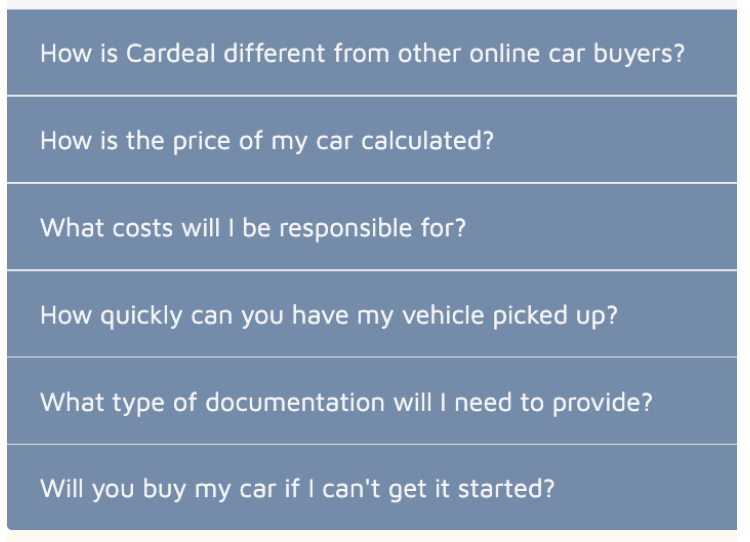 How is Cardeal different from other online car buyers?
How is the price of my car calculated?
What costs will I be responsible for?
How quickly can you have my vehicle picked up?
What type of documentation will I need to provide?
Will you buy my car if I can't get it started?